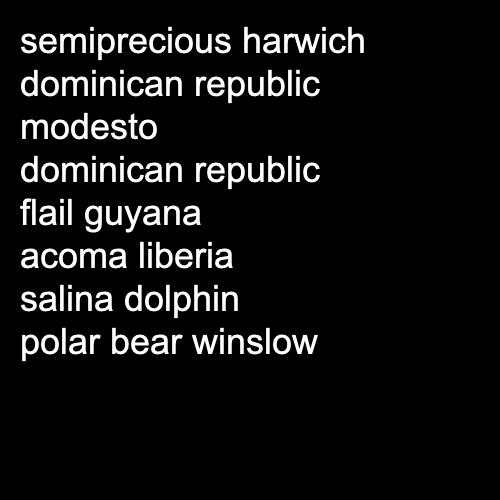 semiprecious harwich
dominican republic
modesto
dominican republic
flail guyana
acoma liberia
salina dolphin
polar bear winslow